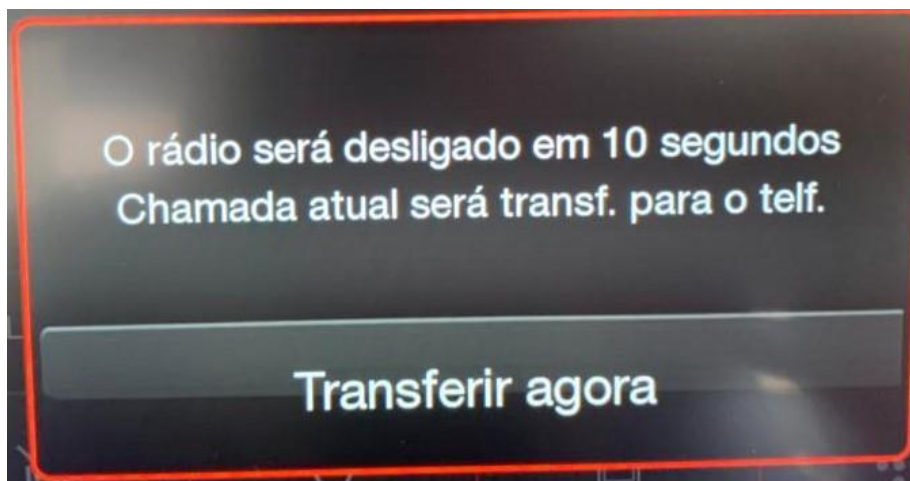 O rádio será desligado em 10 segundos
Chamada atual será transf. para o telf.
Transferir agora